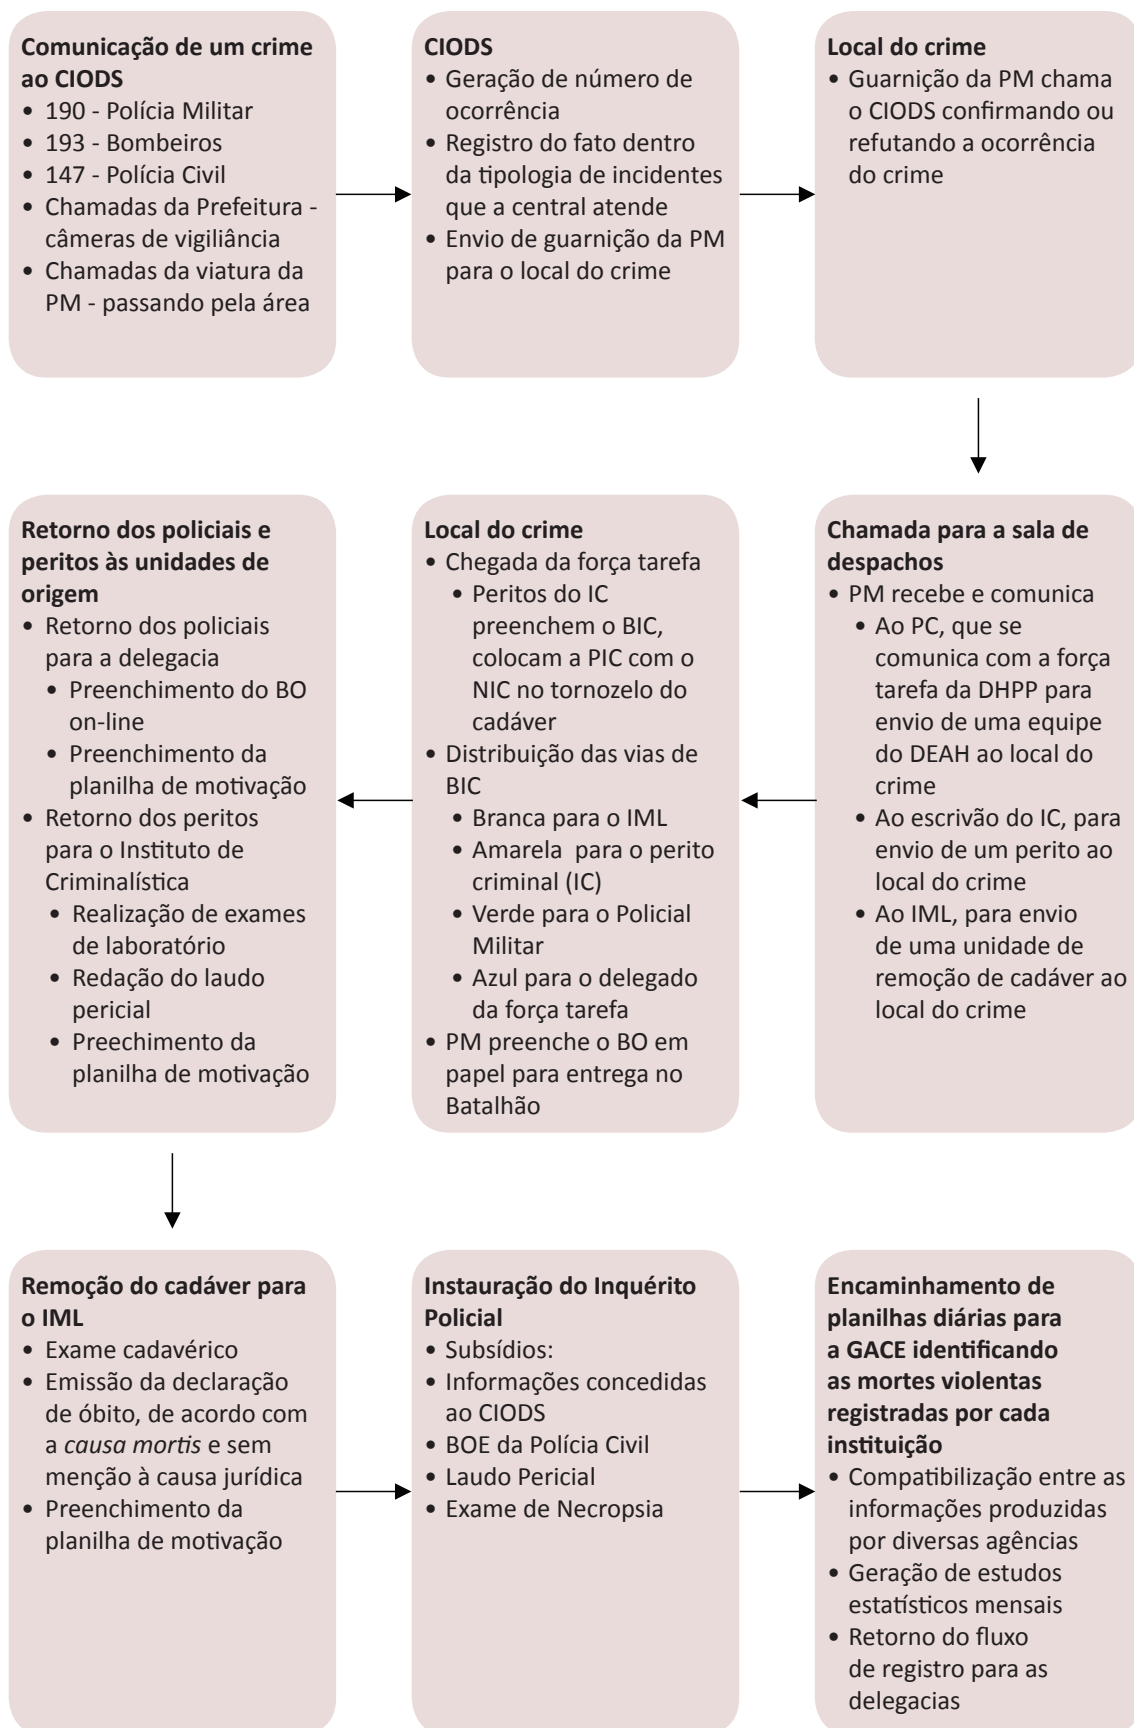 Comunicação de um crime
ao CIODS
• 190 - Polícia Militar
• 193 - Bombeiros
• 147 - Polícia Civil
• Chamadas da Prefeitura -
câmeras de vigiliância
• Chamadas da viatura da
PM - passando pela área
CIODS
• Geração de número de
ocorrência
• Registro do fato dentro
da tipologia de incidentes
que a central atende
• Envio de guarnição da PM
para o local do crime
Local do crime
• Guarnição da PM chama
o CIODS confirmando ou
refutando a ocorrência
do crime
Chamada para a sala de
despachos
• PM recebe e comunica
• Ao PC, que se
comunica com a força
tarefa da DHPP para
envio de uma equipe
do DEAH ao local do
crime
• Ao escrivão do IC, para
envio de um perito ao
local do crime
• Ao IML, para envio
de uma unidade de
remoção de cadáver ao
local do crime
Local do crime
• Chegada da força tarefa
• Peritos do IC
preenchem o BIC,
colocam a PIC com o
NIC no tornozelo do
cadáver
• Distribuição das vias de
BIC
• Branca para o IML
• Amarela para o perito
criminal (IC)
• Verde para o Policial
Militar
• Azul para o delegado
da força tarefa
• PM preenche o BO em
papel para entrega no
Batalhão
Retorno dos policiais e
peritos às unidades de
origem
• Retorno dos policiais
para a delegacia
• Preenchimento do BO
on-line
• Preenchimento da
planilha de motivação
• Retorno dos peritos
para o Instituto de
Criminalística
• Realização de exames
de laboratório
• Redação do laudo
pericial
• Preechimento da
planilha de motivação
Remoção do cadáver para
o IML
• Exame cadavérico
• Emissão da declaração
de óbito, de acordo com
a causa mortis e sem
menção à causa jurídica
• Preenchimento da
planilha de motivação
Instauração do Inquérito
Policial
• Subsídios:
• Informações concedidas
ao CIODS
• BOE da Polícia Civil
• Laudo Pericial
• Exame de Necropsia
Encaminhamento de
planilhas diárias para
a GACE identificando
as mortes violentas
registradas por cada
instituição
• Compatibilização entre as
informações produzidas
por diversas agências
• Geração de estudos
estatísticos mensais
• Retorno do fluxo
de registro para as
delegacias